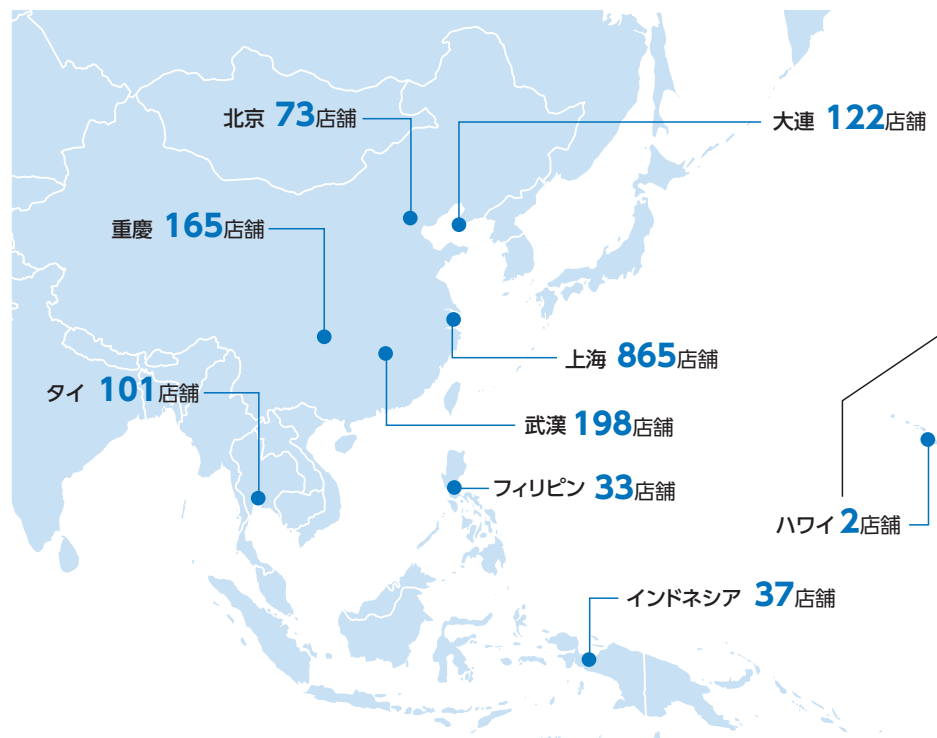 北京 73店舗
大連 122店舗
重慶 165店舗
上海 865店舗
タイ 101店舗
武漢 198店舗
フィリピン 33店舗
ハワイ 2店舗
インドネシア 37店舗